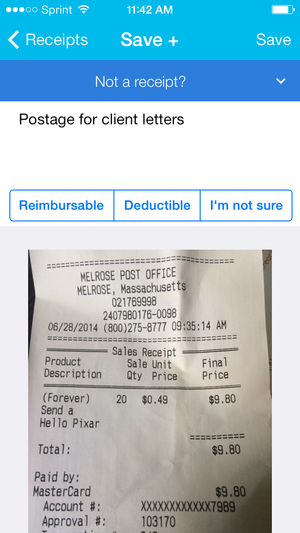 Sprint 11:42 AM
Receipts Save + Save
Not a receipt?
Postage for client letters
Reimbursable Deductible I'm not sure
MELROSE POST OFFICE
MELROSE, Massachusetts
021769998
2407980176-0098
06/28/2014 (800)275-8777 09:35:14 AM
Sales Receipt
Product Sale Unit Final
Description Qty Price Price
(Forever) 20 $0.49 $9.80
Send a
Hello Pixar
==========
Total: $9.80
Paid by:
MasterCard $9.80
Account #: XXXXXXXXXXXX7989
Approval #: 103170